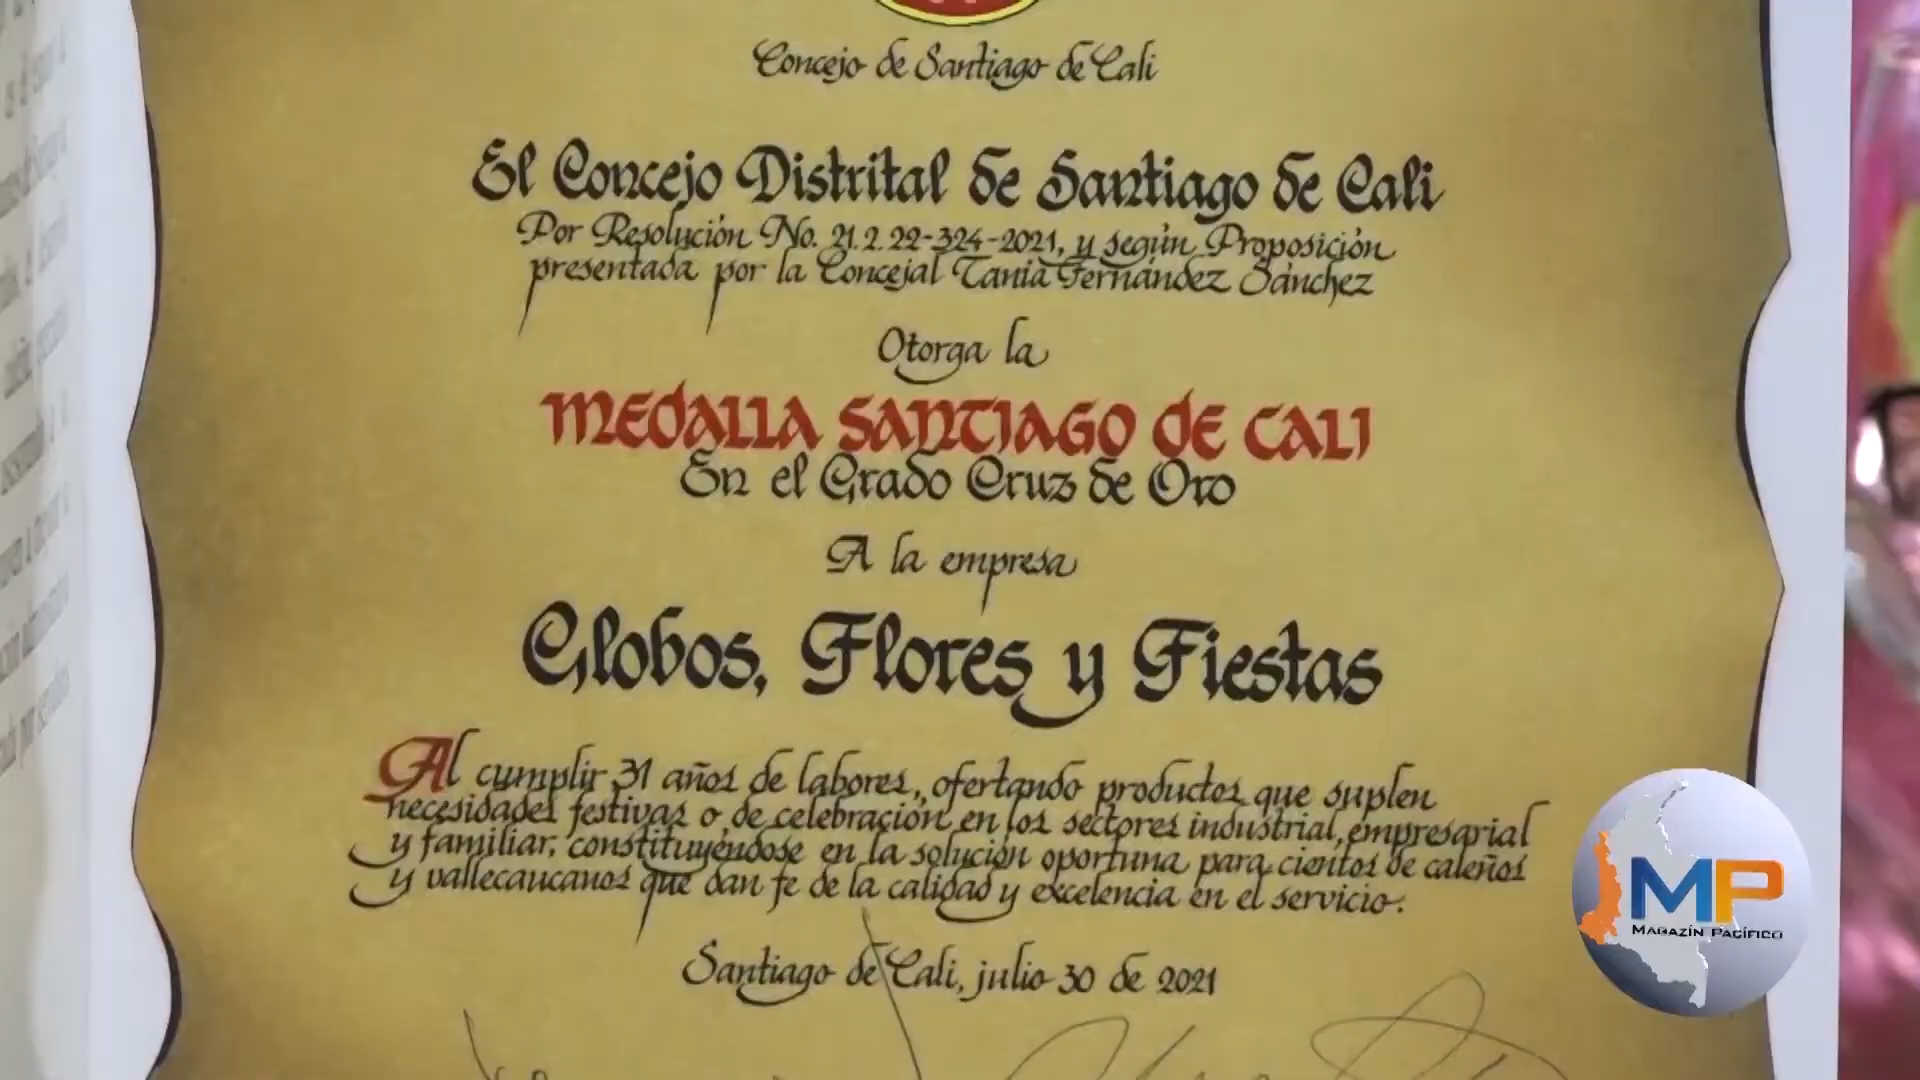 Concejo de Santiago de Cali
El Concejo Distrital de Santiago de Cali
Por Resolución No. 21.2.22-324-2021, y según Proposición
presentada por la Concejal Tania Fernández Sánchez
Otorga la
MEDALLA SANTIAGO DE CALI
En el Grado Cruz de Oro
A la empresa
Globos, Flores y Fiestas
Al cumplir 31 años de labores, ofertando productos que suplen
necesidades festivas o de celebración en los sectores industrial, empresarial
y familiar, constituyéndose en la solución oportuna para cientos de caleños
y vallecaucanos que dan fe de la calidad y excelencia en el servicio.
Santiago de Cali, julio 30 de 2021
MP
MAGAZÍN PACÍFICO